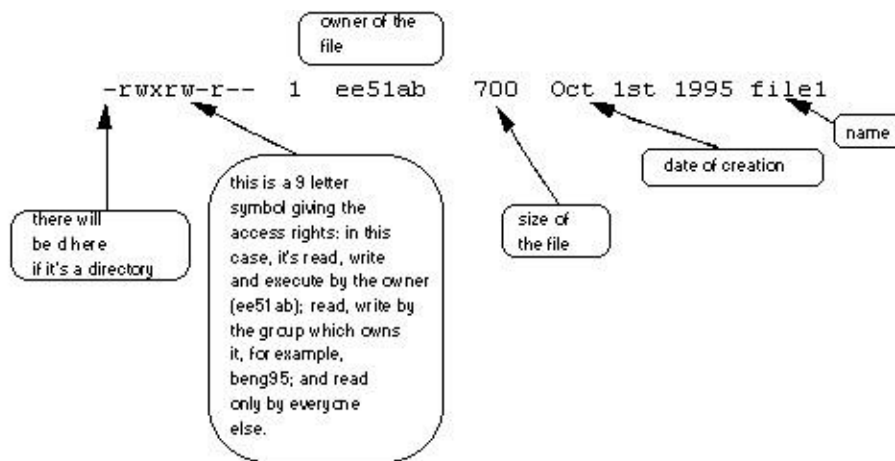 owner of the
file
-rwxrw-r-- 1 ee51ab 700 Oct 1st 1995 file1
name
date of creation
this is a 9 letter
symbol giving the
access rights: in this
case, it's read, write
and execute by the owner
(ee51ab); read, write by
the group which owns
it, for example,
beng95; and read
only by everyone
else.
there will
be d here
if it's a directory
size of
the file